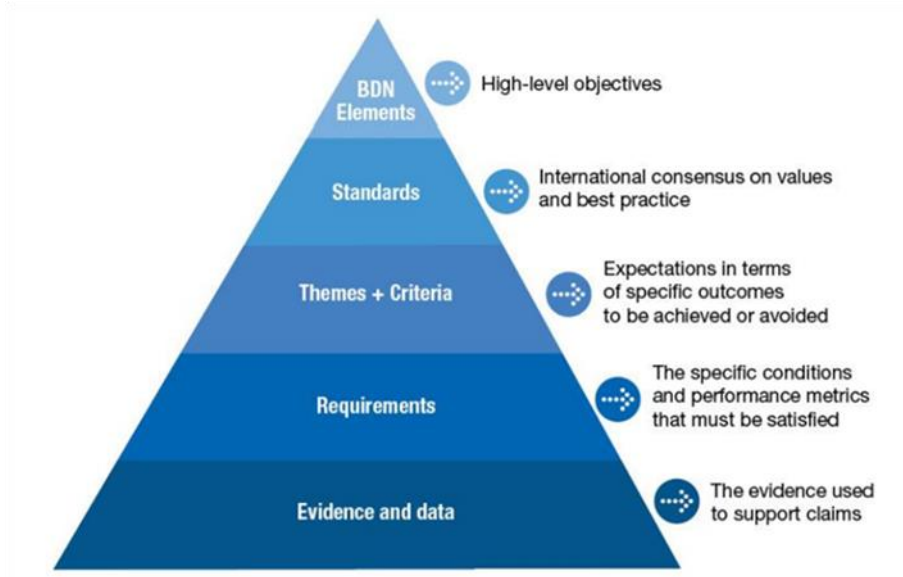 BDN
Elements
High-level objectives
Standards
International consensus on values
and best practice
Themes + Criteria
Expectations in terms
of specific outcomes
to be achieved or avoided
Requirements
The specific conditions
and performance metrics
that must be satisfied
Evidence and data
The evidence used
to support claims